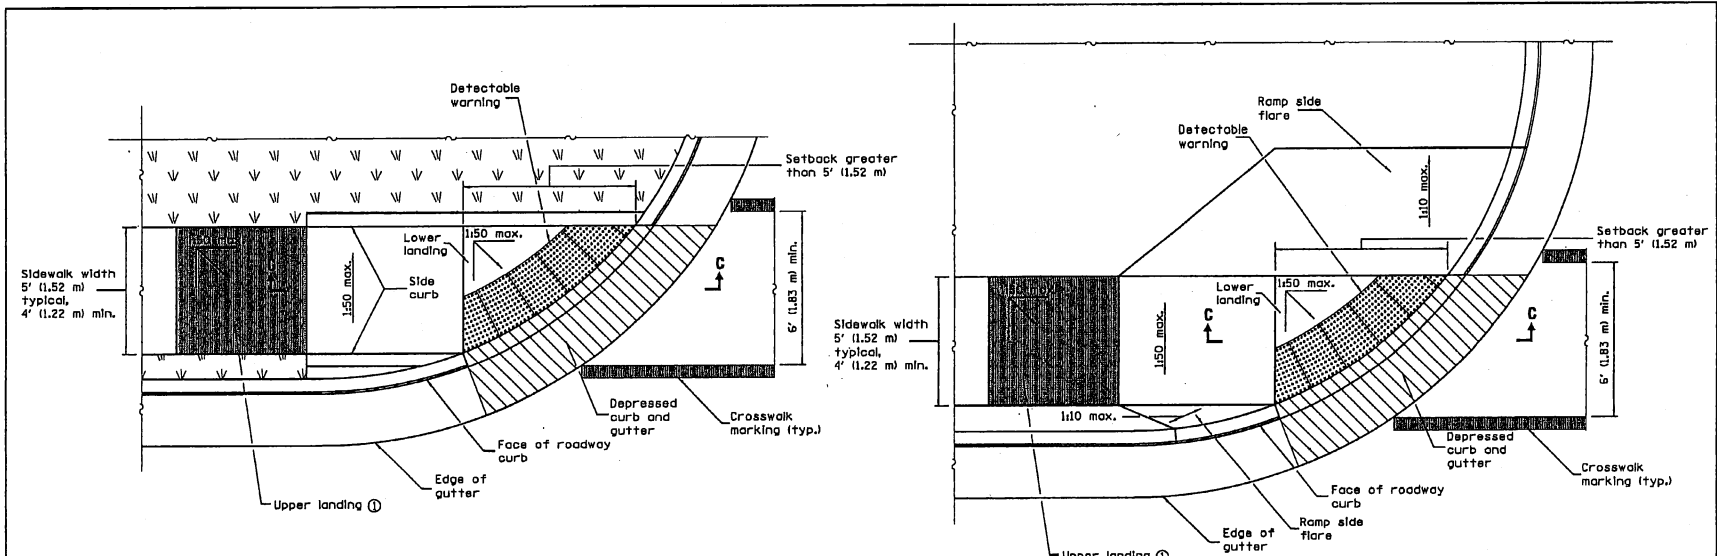 Detectable
warning
Setback greater
than 5' (1.52 m)
Lower
landing
1:50 max.
Sidewalk width
5' (1.52 m)
typical,
4' (1.22 m) min.
1:50 max.
Side
curb
C
C
6' (1.83 m) min.
Depressed
curb and
gutter
Crosswalk
marking (typ.)
Face of roadway
curb
Edge of
gutter
Upper landing ①
Ramp side
flare
Detectable
warning
1:10 max.
Setback greater
than 5' (1.52 m)
Lower
landing
1:50 max.
Sidewalk width
5' (1.52 m)
typical,
4' (1.22 m) min.
1:50 max.
C
C
6' (1.83 m) min.
1:10 max.
Depressed
curb and
gutter
Crosswalk
marking (typ.)
Face of roadway
curb
Ramp side
flare
Edge of
gutter
Upper landing ①